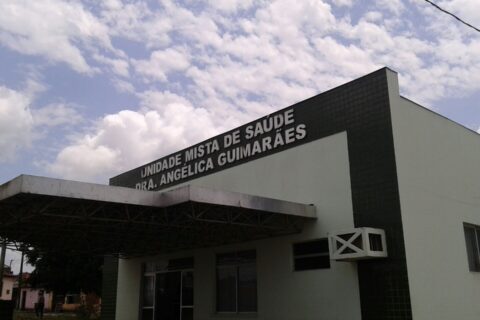 UNIDADE MISTA DE SAÚDE
DRA. ANGÉLICA GUIMARÃES